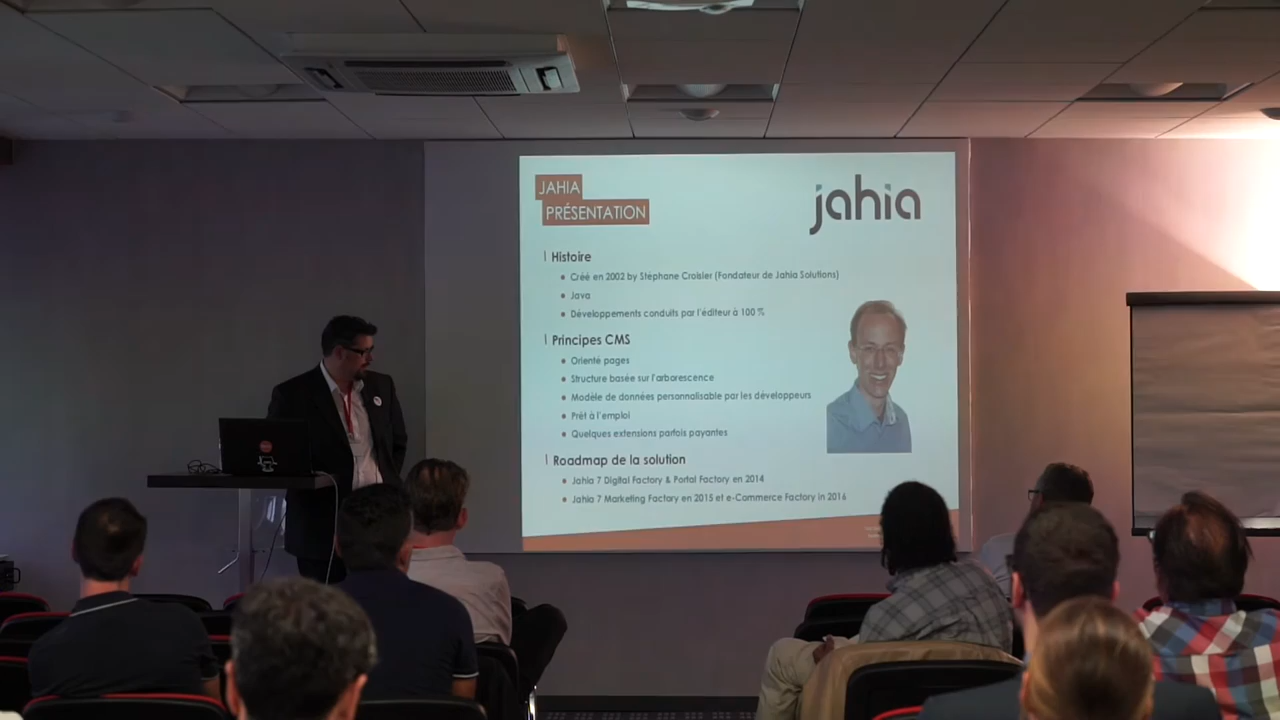 JAHIA
PRÉSENTATION
jahia
Histoire
Créé en 2002 by Stéphane Croisier (Fondateur de Jahia Solutions)
Java
Développements conduits par l'éditeur à 100 %
Principes CMS
Orienté pages
Structure basée sur l'arborescence
Modèle de données personnalisable par les développeurs
Prêt à l'emploi
Quelques extensions parfois payantes
Roadmap de la solution
Jahia 7 Digital Factory & Portal Factory en 2014
Jahia 7 Marketing Factory en 2015 et e-Commerce Factory in 2016